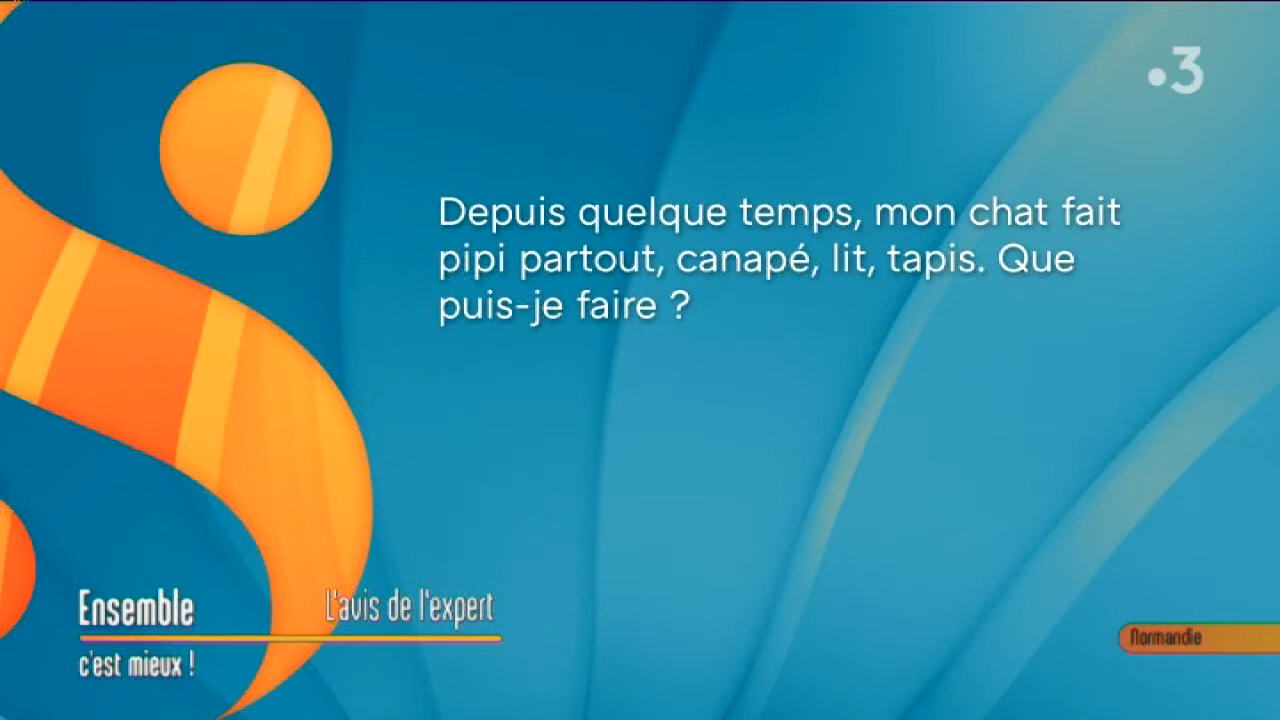 •3
Depuis quelque temps, mon chat fait
pipi partout, canapé, lit, tapis. Que
puis-je faire ?
Ensemble
L'avis de l'expert
c'est mieux !
Normandie